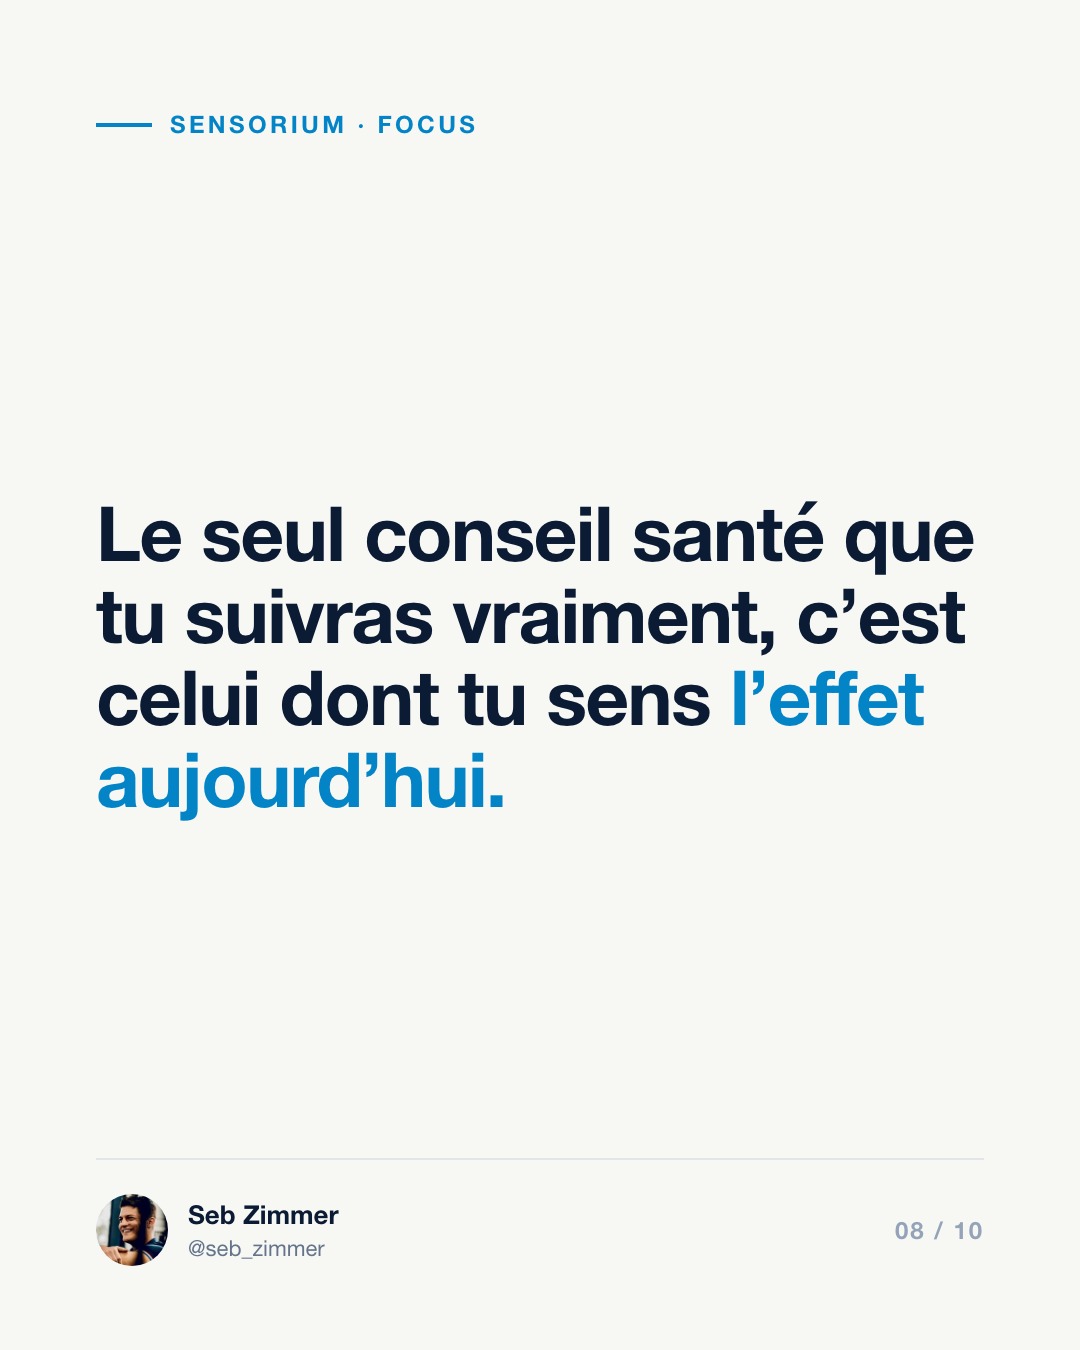 SENSORIUM · FOCUS
Le seul conseil santé que
tu suivras vraiment, c’est
celui dont tu sens l’effet
aujourd’hui.
Seb Zimmer
@seb_zimmer
08 / 10